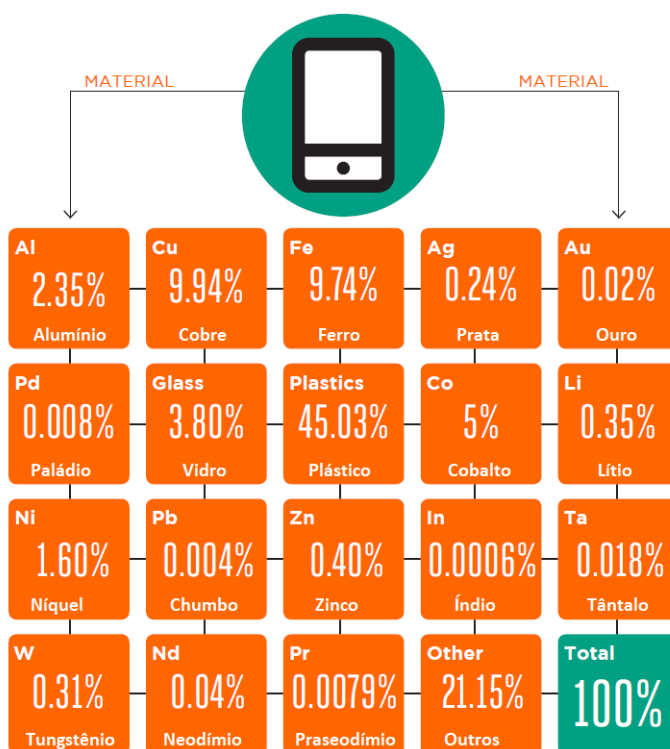 MATERIAL MATERIAL
Al Cu Fe Ag Au
2.35% 9.94% 9.74% 0.24% 0.02%
Alumínio Cobre Ferro Prata Ouro
Pd Glass Plastics Co Li
0.008% 3.80% 45.03% 5% 0.35%
Paládio Vidro Plástico Cobalto Lítio
Ni Pb Zn In Ta
1.60% 0.004% 0.40% 0.0006% 0.018%
Níquel Chumbo Zinco Índio Tântalo
W Nd Pr Other Total
0.31% 0.04% 0.0079% 21.15% 100%
Tungstênio Neodímio Praseodímio Outros